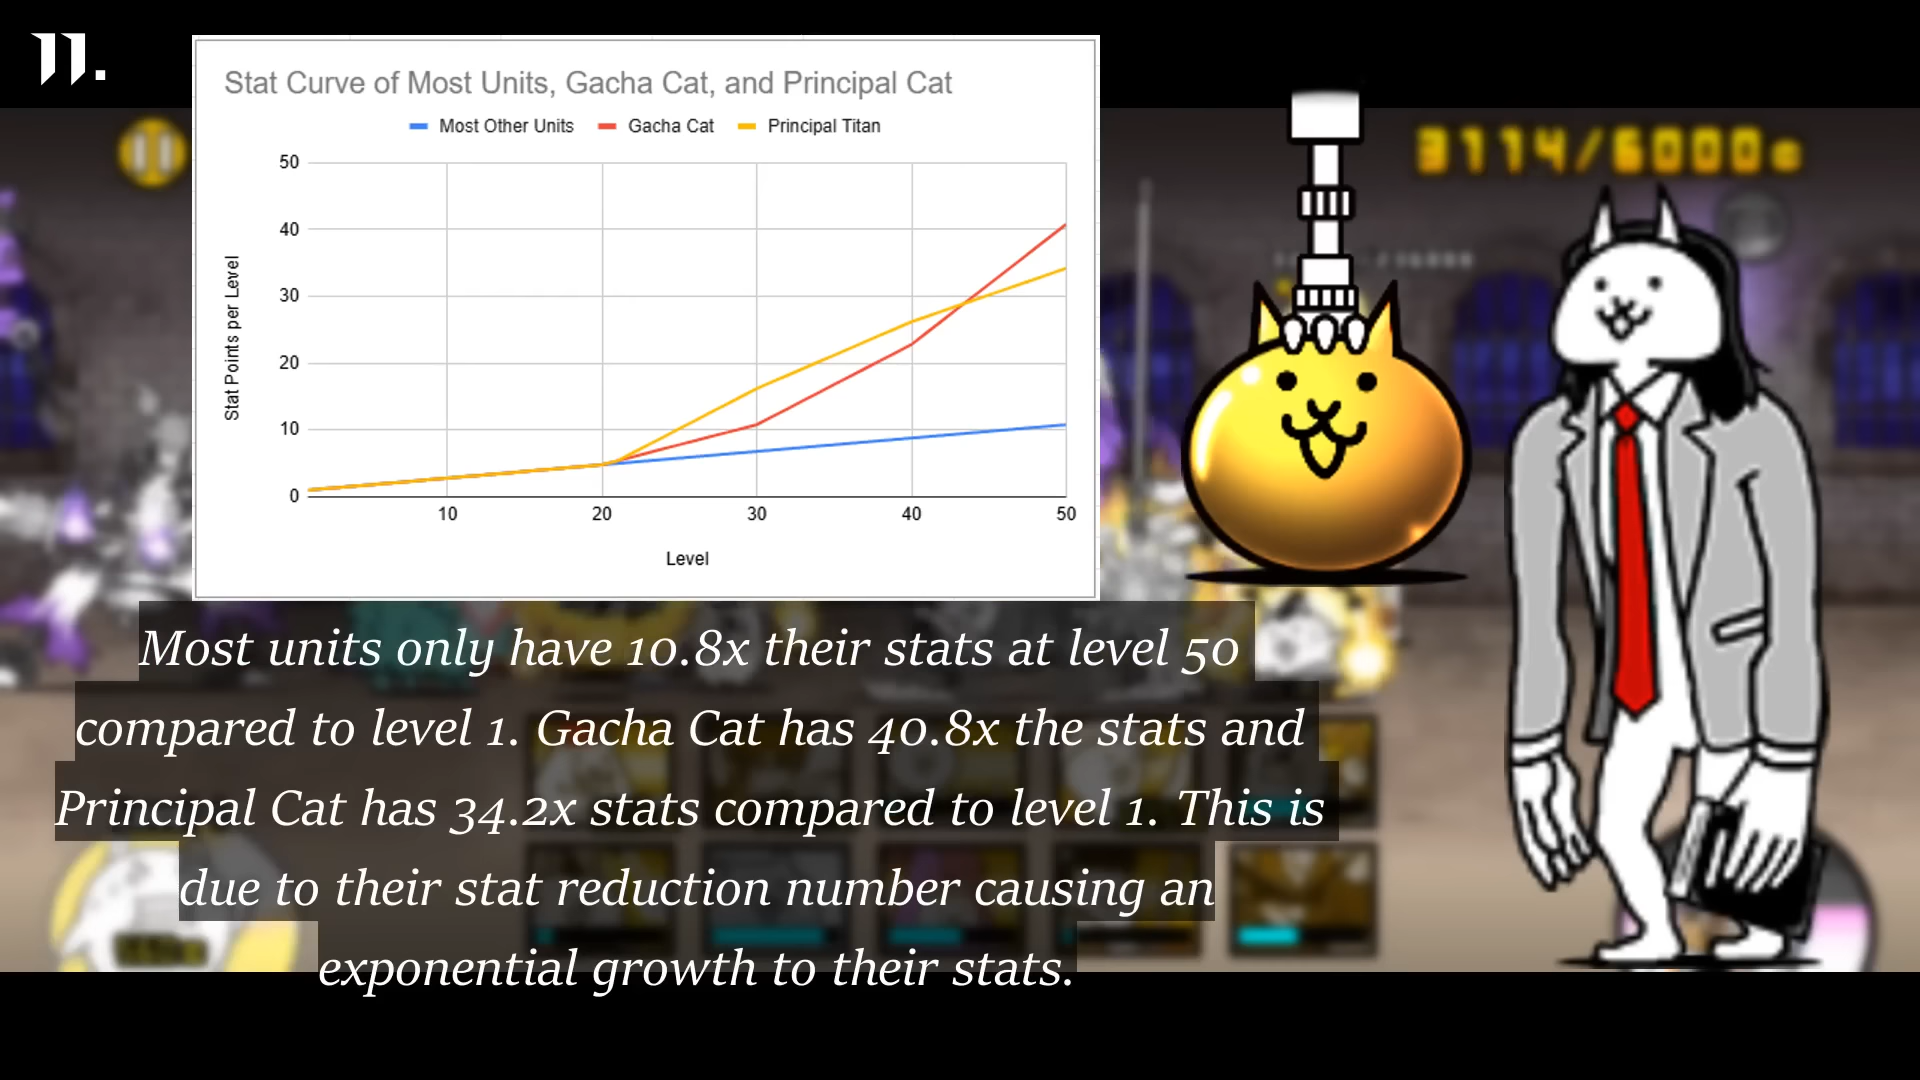 11.
Stat Curve of Most Units, Gacha Cat, and Principal Cat
Most Other Units Gacha Cat Principal Titan
3114/6000¢
50
40
30
20
10
0
Stat Points per Level
10 20 30 40 50
Level
Most units only have 10.8x their stats at level 50
compared to level 1. Gacha Cat has 40.8x the stats and
Principal Cat has 34.2x stats compared to level 1. This is
due to their stat reduction number causing an
exponential growth to their stats.